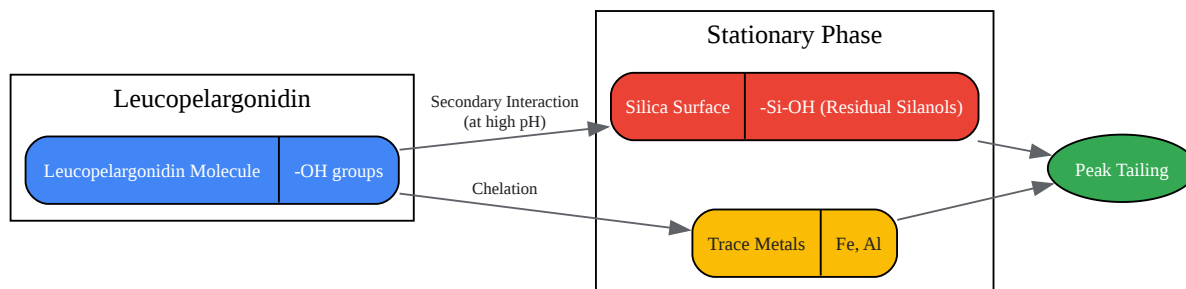 Stationary Phase
Leucopelargonidin
Leucopelargonidin Molecule
-OH groups
Secondary Interaction
(at high pH)
Chelation
Silica Surface
-Si-OH (Residual Silanols)
Trace Metals
Fe, Al
Peak Tailing